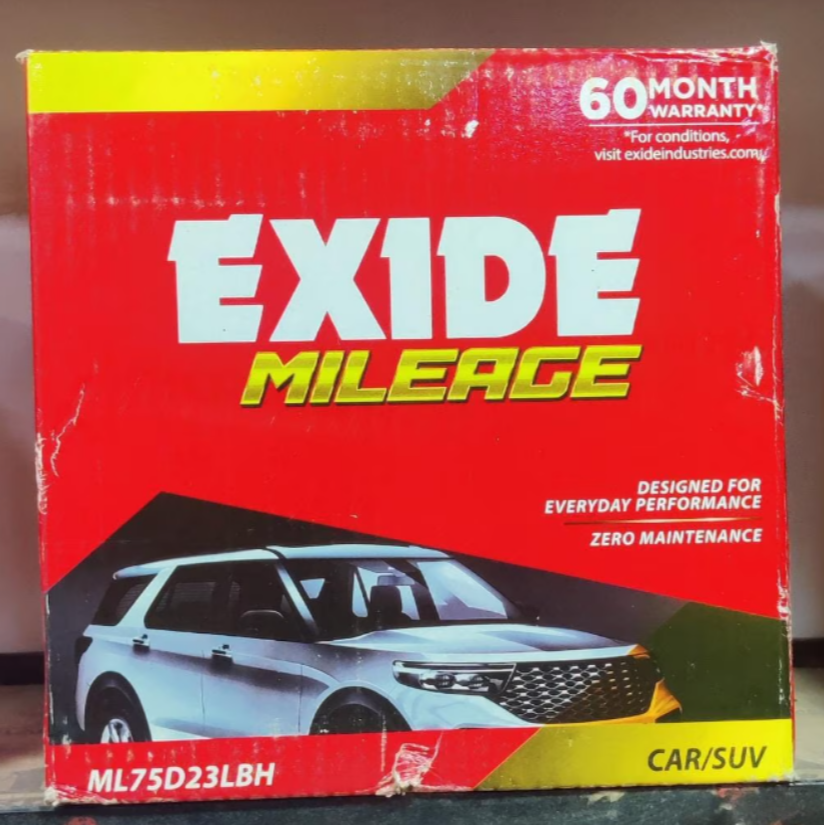 60 MONTH
WARRANTY*
*For conditions,
visit exideindustries.com
EXIDE
MILEAGE
DESIGNED FOR
EVERYDAY PERFORMANCE
ZERO MAINTENANCE
ML75D23LBH
CAR/SUV